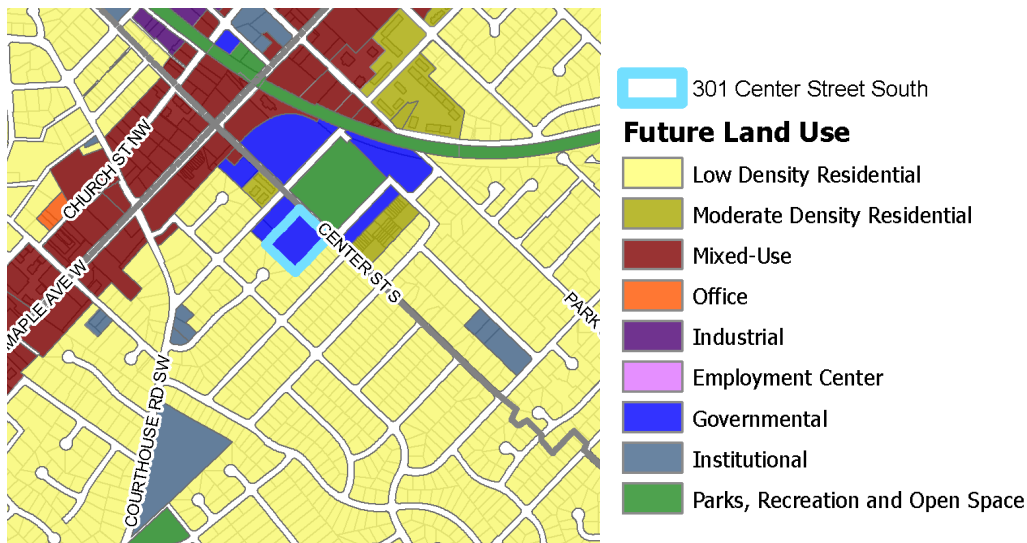 301 Center Street South
Future Land Use
Low Density Residential
Moderate Density Residential
Mixed-Use
Office
Industrial
Employment Center
Governmental
Institutional
Parks, Recreation and Open Space
CHURCH ST NW
MAPLE AVE W
CENTER ST S
PARK
COURTHOUSE RD SW